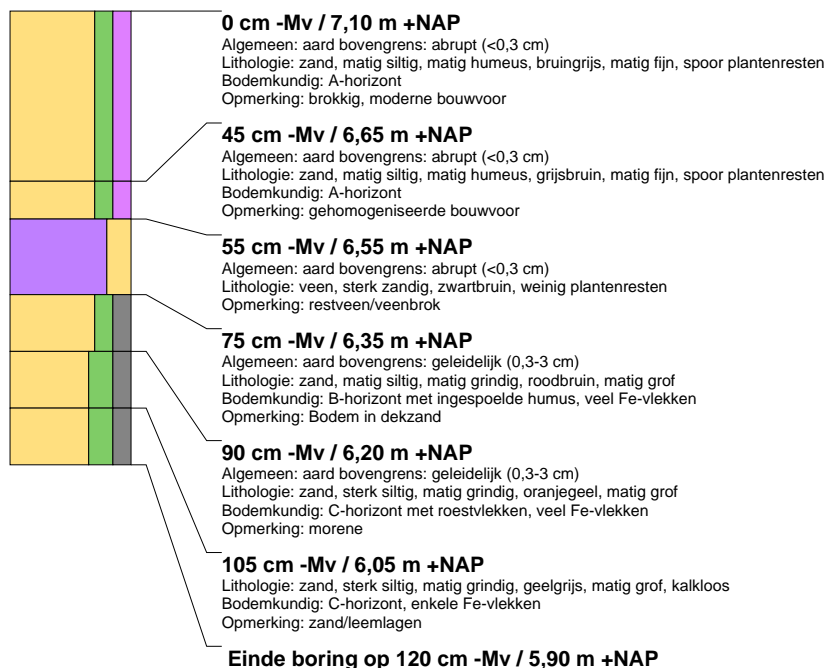 0 cm -Mv / 7,10 m +NAP
Algemeen: aard bovengrens: abrupt (<0,3 cm)
Lithologie: zand, matig siltig, matig humeus, bruingrijs, matig fijn, spoor plantenresten
Bodemkundig: A-horizont
Opmerking: brokkig, moderne bouwvoor
45 cm -Mv / 6,65 m +NAP
Algemeen: aard bovengrens: abrupt (<0,3 cm)
Lithologie: zand, matig siltig, matig humeus, grijsbruin, matig fijn, spoor plantenresten
Bodemkundig: A-horizont
Opmerking: gehomogeniseerde bouwvoor
55 cm -Mv / 6,55 m +NAP
Algemeen: aard bovengrens: abrupt (<0,3 cm)
Lithologie: veen, sterk zandig, zwartbruin, weinig plantenresten
Opmerking: restveen/veenbrok
75 cm -Mv / 6,35 m +NAP
Algemeen: aard bovengrens: geleidelijk (0,3-3 cm)
Lithologie: zand, matig siltig, matig grindig, roodbruin, matig grof
Bodemkundig: B-horizont met ingespoelde humus, veel Fe-vlekken
Opmerking: Bodem in dekzand
90 cm -Mv / 6,20 m +NAP
Algemeen: aard bovengrens: geleidelijk (0,3-3 cm)
Lithologie: zand, sterk siltig, matig grindig, oranjegeel, matig grof
Bodemkundig: C-horizont met roestvlekken, veel Fe-vlekken
Opmerking: morene
105 cm -Mv / 6,05 m +NAP
Lithologie: zand, sterk siltig, matig grindig, geelgrijs, matig grof, kalkloos
Bodemkundig: C-horizont, enkele Fe-vlekken
Opmerking: zand/leemlagen
Einde boring op 120 cm -Mv / 5,90 m +NAP